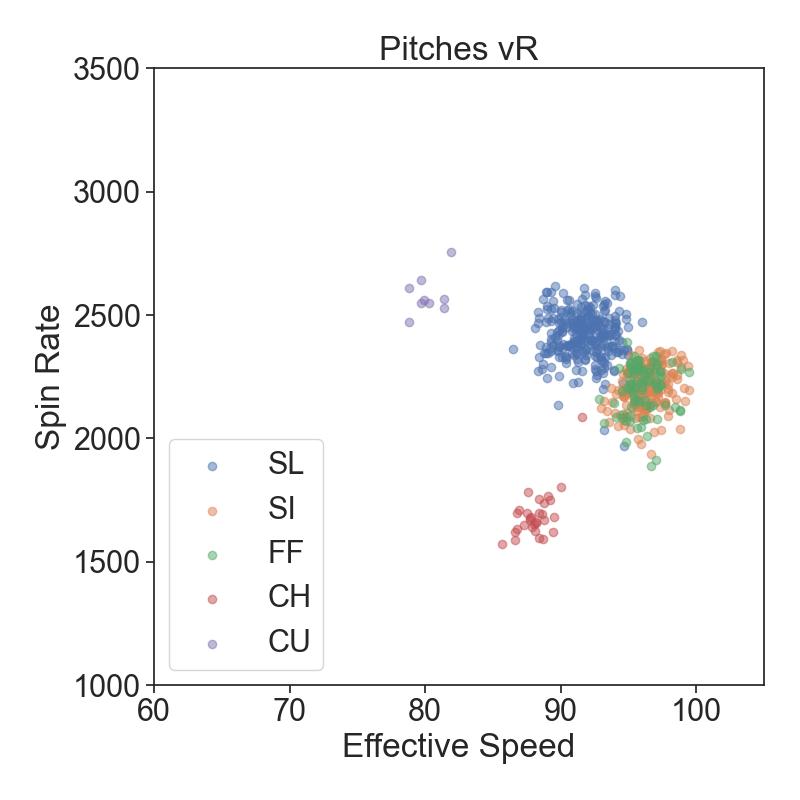 Pitches vR
3500
3000
2500
2000
1500
1000
Spin Rate
SL
SI
FF
CH
CU
60 70 80 90 100
Effective Speed